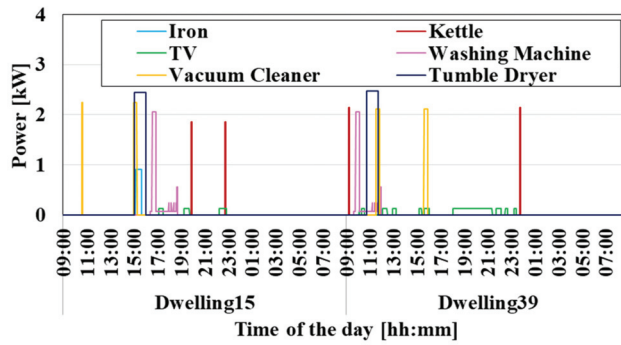 4
3
2
1
0
Power [kW]
Iron
Kettle
TV
Washing Machine
Vacuum Cleaner
Tumble Dryer
09:00
11:00
13:00
15:00
17:00
19:00
21:00
23:00
01:00
03:00
05:00
07:00
09:00
11:00
13:00
15:00
17:00
19:00
21:00
23:00
01:00
03:00
05:00
07:00
Dwelling15
Dwelling39
Time of the day [hh:mm]